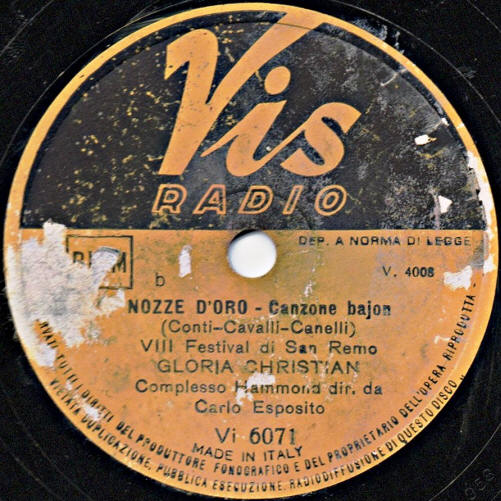 Vis
RADIO
DEP. A NORMA DI LEGGE
b
V. 4008
NOZZE D'ORO - Canzone bajon
(Conti-Cavalli-Canelli)
VIII Festival di San Remo
GLORIA CHRISTIAN
Complesso Hammond dir. da
Carlo Esposito
Vi 6071
MADE IN ITALY
TUTTI I DIRITTI DEL PRODUTTORE FONOGRAFICO E DEL PROPRIETARIO DELL'OPERA RIPRODUTTA.
VIETATA DUPLICAZIONE, PUBBLICA ESECUZIONE, RADIODIFFUSIONE DI QUESTO DISCO